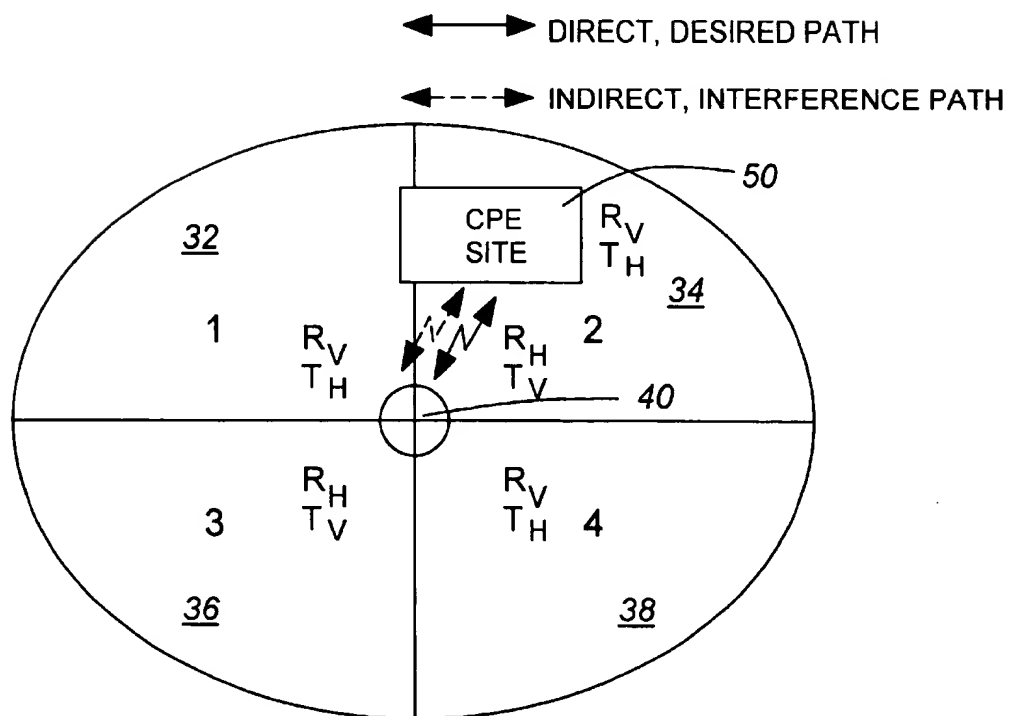 DIRECT, DESIRED PATH
INDIRECT, INTERFERENCE PATH
50
CPE
SITE
R_V
T_H
32
34
1
R_V
T_H
R_H
T_V
2
40
3
R_H
T_V
R_V
T_H
4
36
38